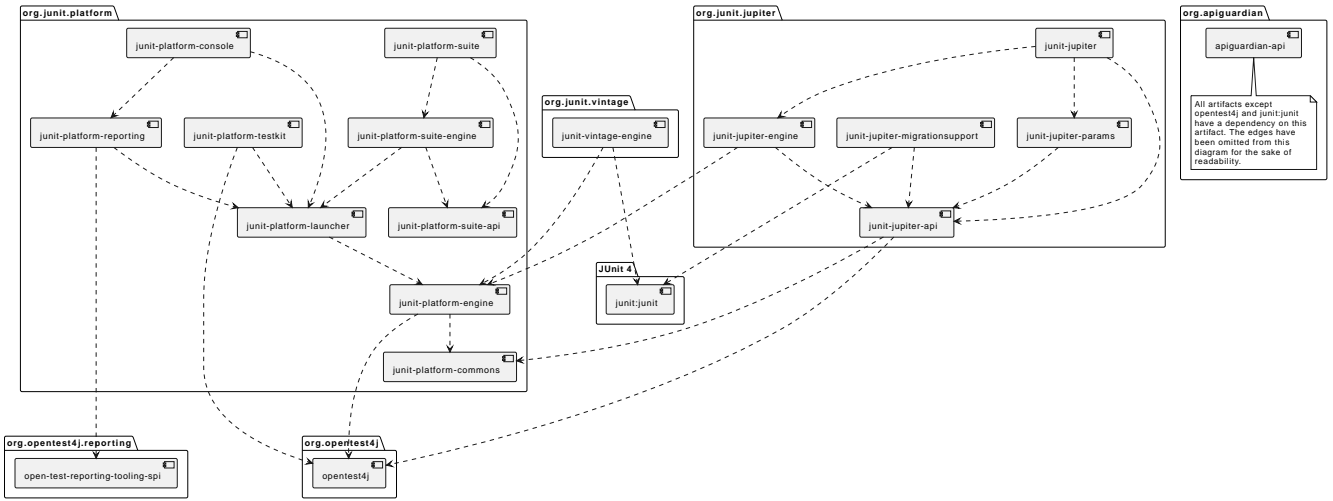 org.junit.platform
junit-platform-console
junit-platform-suite
junit-platform-reporting
junit-platform-testkit
junit-platform-suite-engine
junit-platform-launcher
junit-platform-suite-api
junit-platform-engine
junit-platform-commons
org.junit.vintage
junit-vintage-engine
JUnit 4
junit:junit
org.junit.jupiter
junit-jupiter
junit-jupiter-engine
junit-jupiter-migrationsupport
junit-jupiter-params
junit-jupiter-api
org.apiguardian
apiguardian-api
All artifacts except
opentest4j and junit:junit
have a dependency on this
artifact. The edges have
been omitted from this
diagram for the sake of
readability.
org.opentest4j.reporting
open-test-reporting-tooling-spi
org.opentest4j
opentest4j